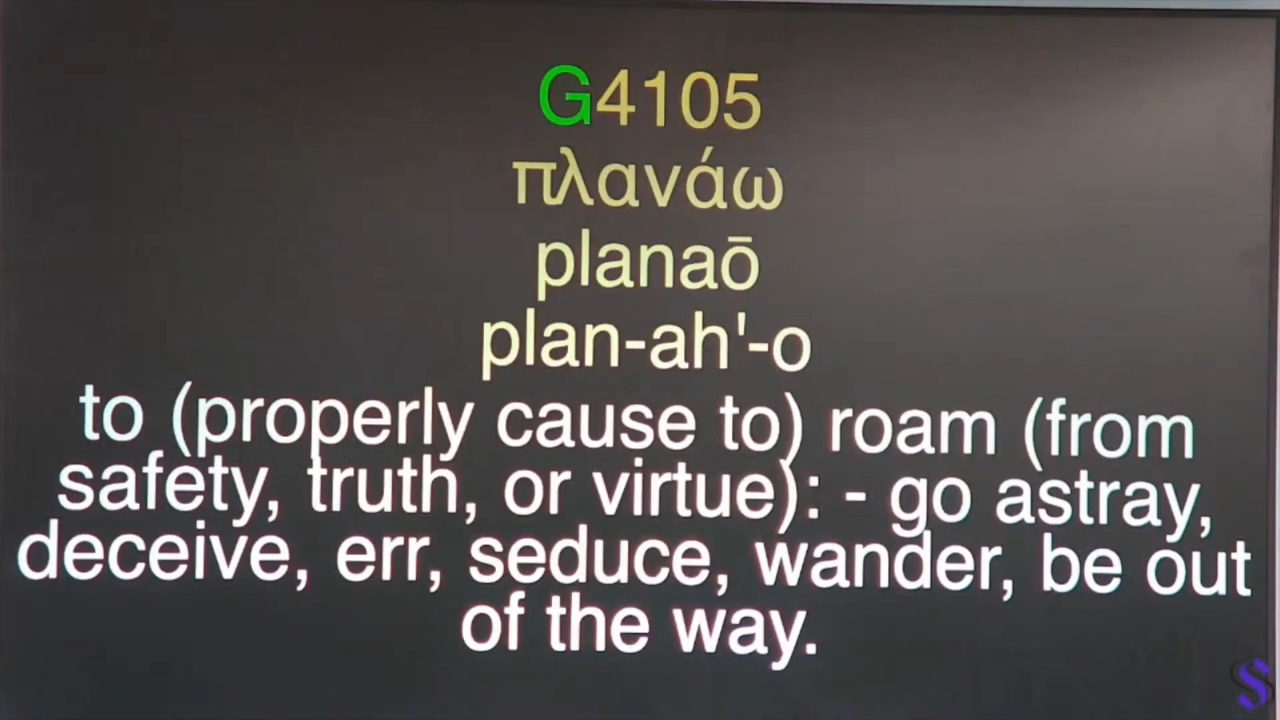 G4105
πλανάω
planaō
plan-ah'-o
to (properly cause to) roam (from
safety, truth, or virtue): - go astray,
deceive, err, seduce, wander, be out
of the way.
S